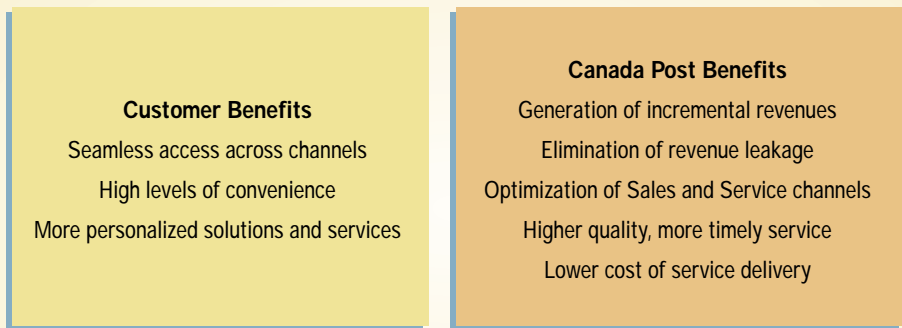 Customer Benefits
Seamless access across channels
High levels of convenience
More personalized solutions and services
Canada Post Benefits
Generation of incremental revenues
Elimination of revenue leakage
Optimization of Sales and Service channels
Higher quality, more timely service
Lower cost of service delivery